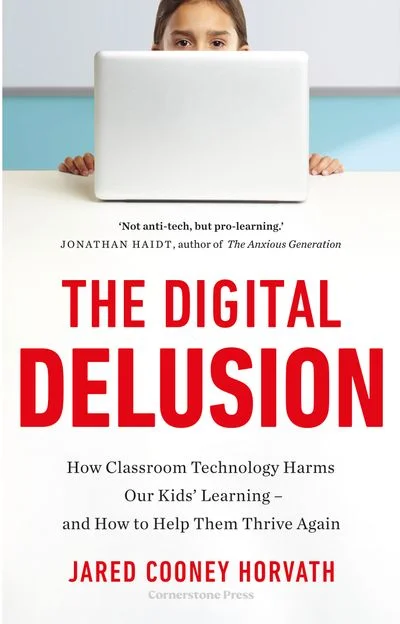 ‘Not anti-tech, but pro-learning.’
JONATHAN HAIDT, author of The Anxious Generation
THE DIGITAL
DELUSION
How Classroom Technology Harms
Our Kids’ Learning –
and How to Help Them Thrive Again
JARED COONEY HORVATH
Cornerstone Press